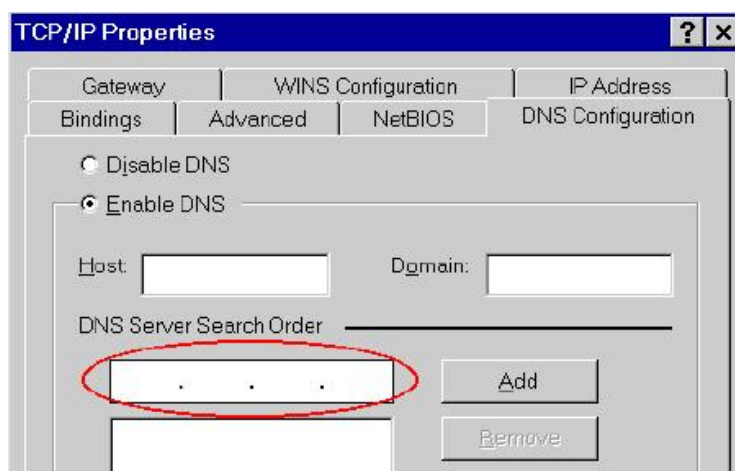 TCP/IP Properties
? ×
Gateway WINS Configuration IP Address
Bindings Advanced NetBIOS DNS Configuration
Disable DNS
Enable DNS
Host: Domain:
DNS Server Search Order
. . . Add
Remove